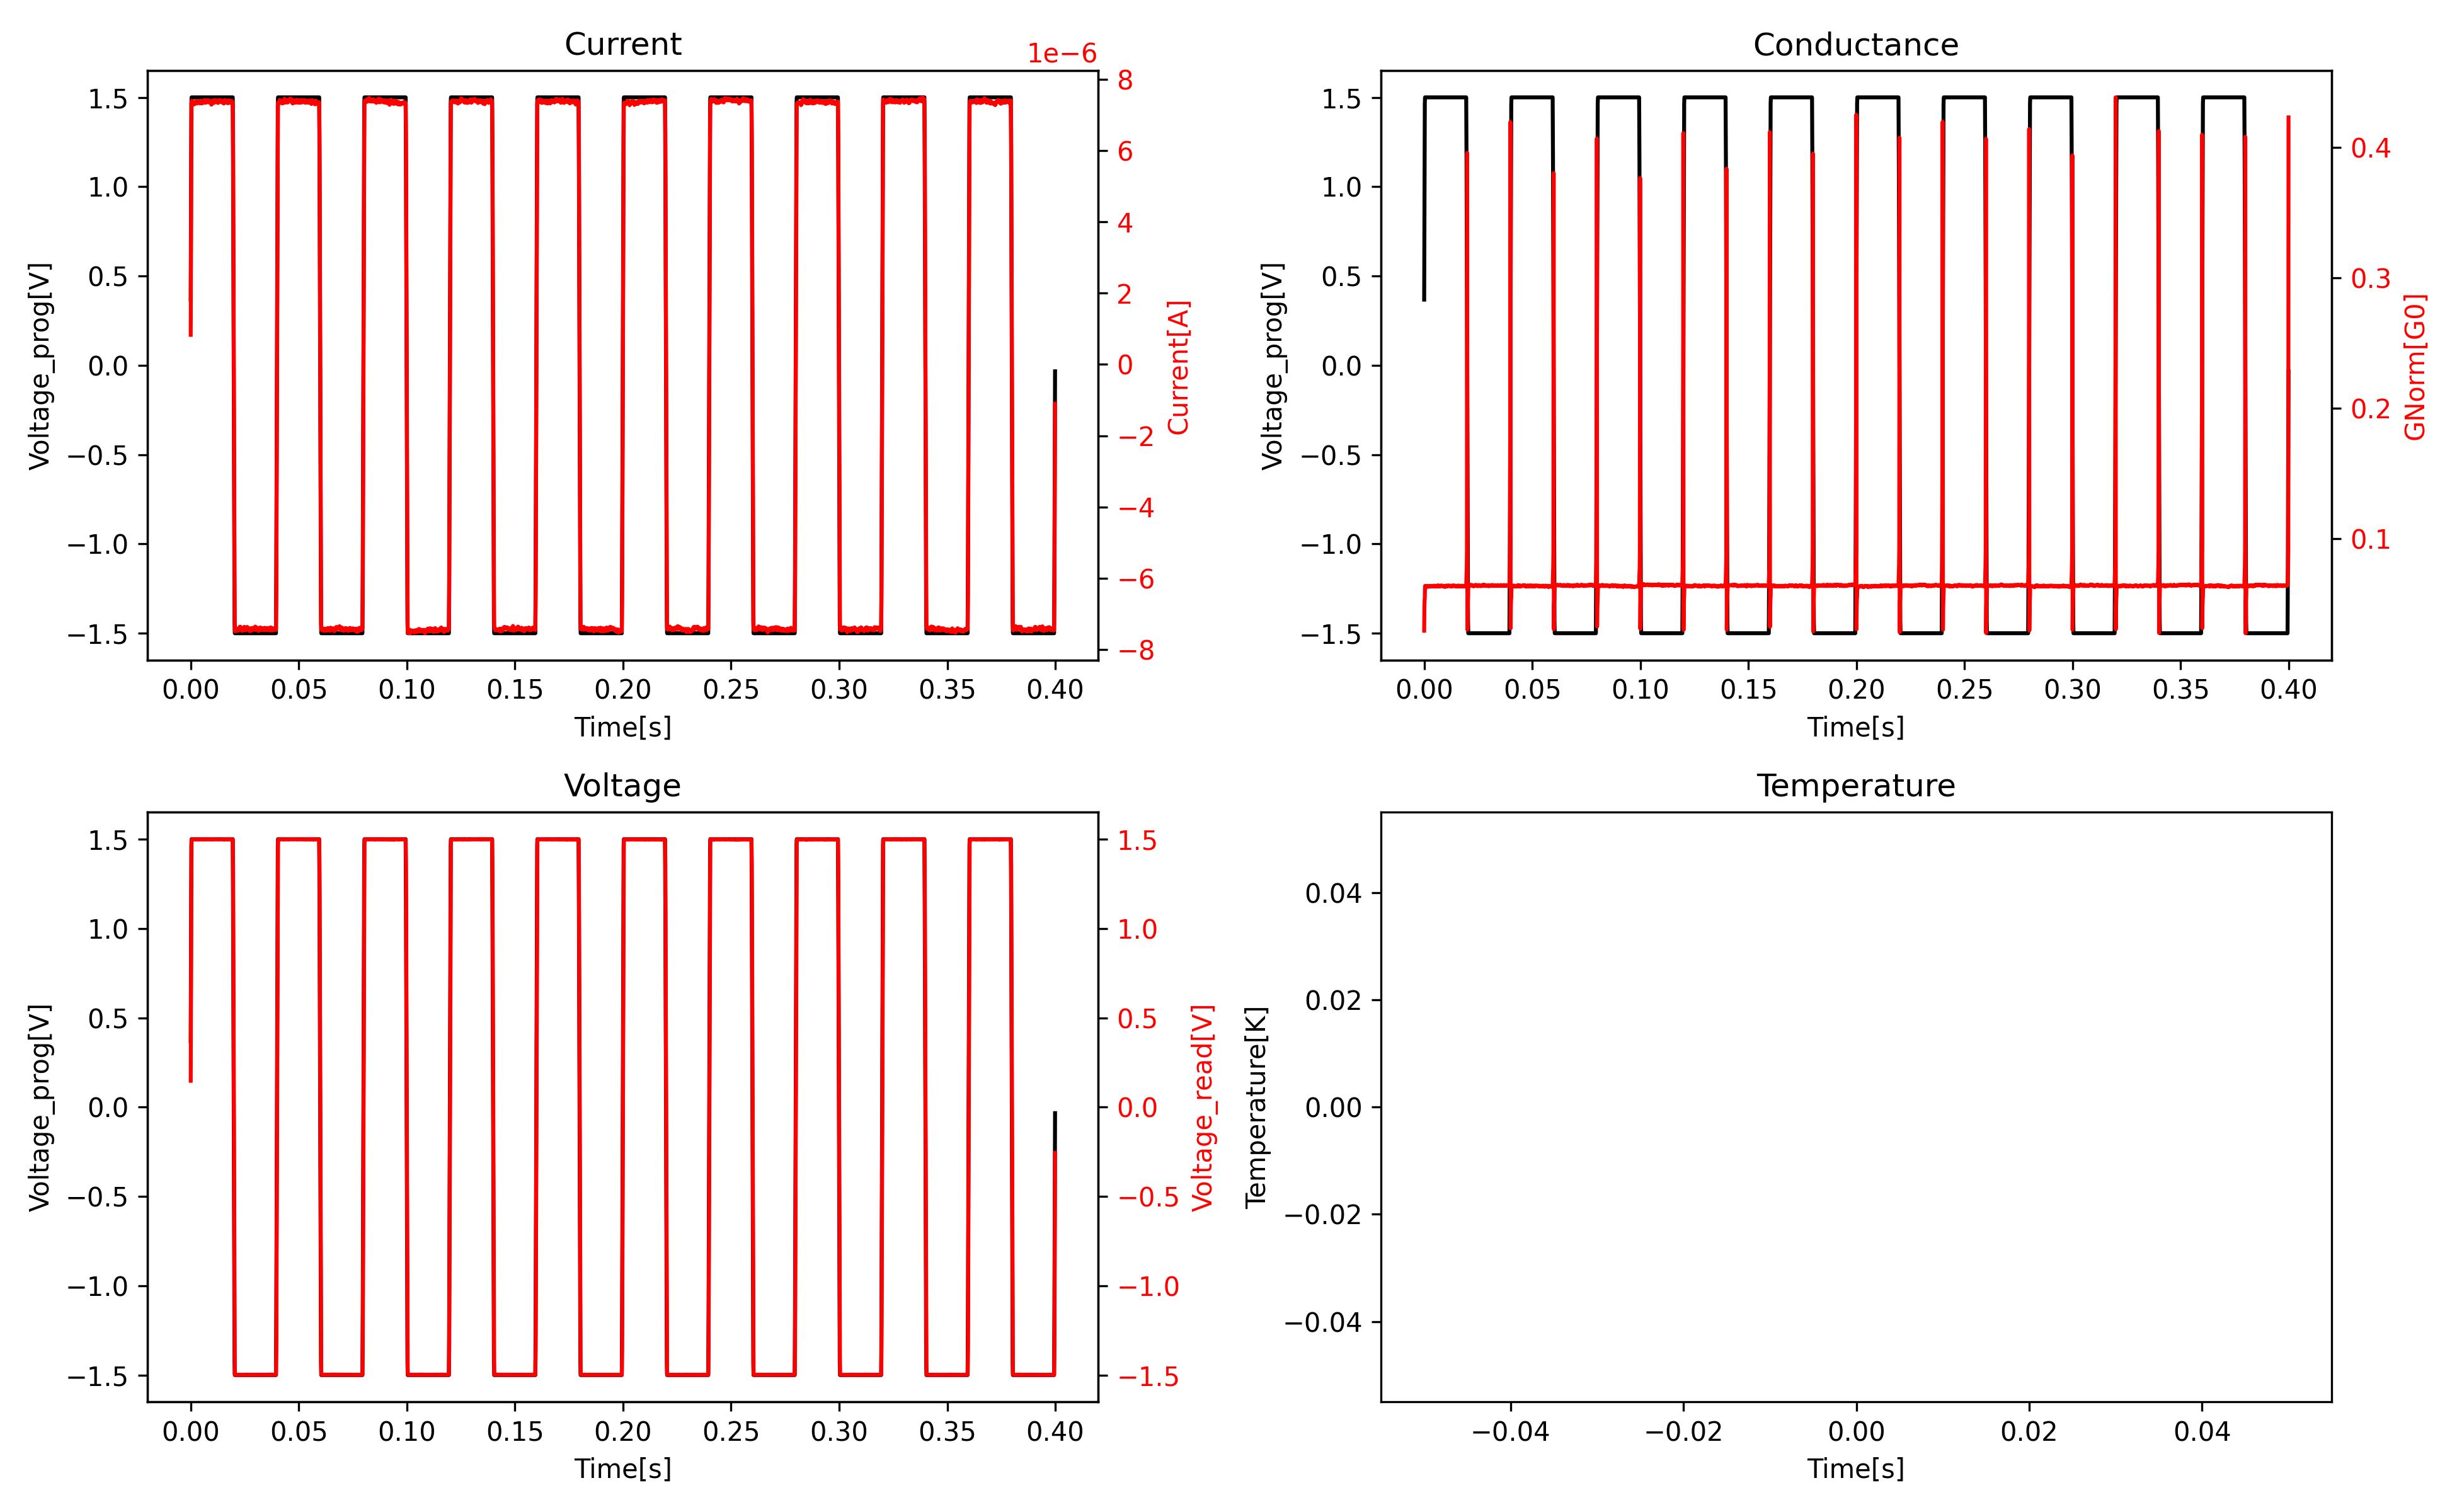 Current
1e−6
1.5
1.0
0.5
0.0
−0.5
−1.0
−1.5
Voltage_prog[V]
8
6
4
2
0
−2
−4
−6
−8
Current[A]
0.00 0.05 0.10 0.15 0.20 0.25 0.30 0.35 0.40
Time[s]
Conductance
1.5
1.0
0.5
0.0
−0.5
−1.0
−1.5
Voltage_prog[V]
0.4
0.3
0.2
0.1
GNorm[G0]
0.00 0.05 0.10 0.15 0.20 0.25 0.30 0.35 0.40
Time[s]
Voltage
1.5
1.0
0.5
0.0
−0.5
−1.0
−1.5
Voltage_prog[V]
1.5
1.0
0.5
0.0
−0.5
−1.0
−1.5
Voltage_read[V]
0.00 0.05 0.10 0.15 0.20 0.25 0.30 0.35 0.40
Time[s]
Temperature
0.04
0.02
0.00
−0.02
−0.04
Temperature[K]
−0.04 −0.02 0.00 0.02 0.04
Time[s]